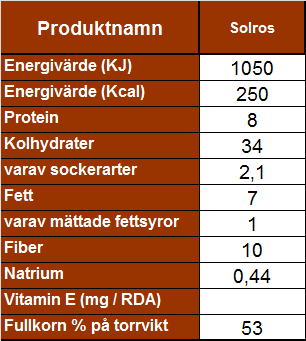 Produktnamn Solros
Energivärde (KJ) 1050
Energivärde (Kcal) 250
Protein 8
Kolhydrater 34
varav sockerarter 2,1
Fett 7
varav mättade fettsyror 1
Fiber 10
Natrium 0,44
Vitamin E (mg / RDA)
Fullkorn % på torrvikt 53